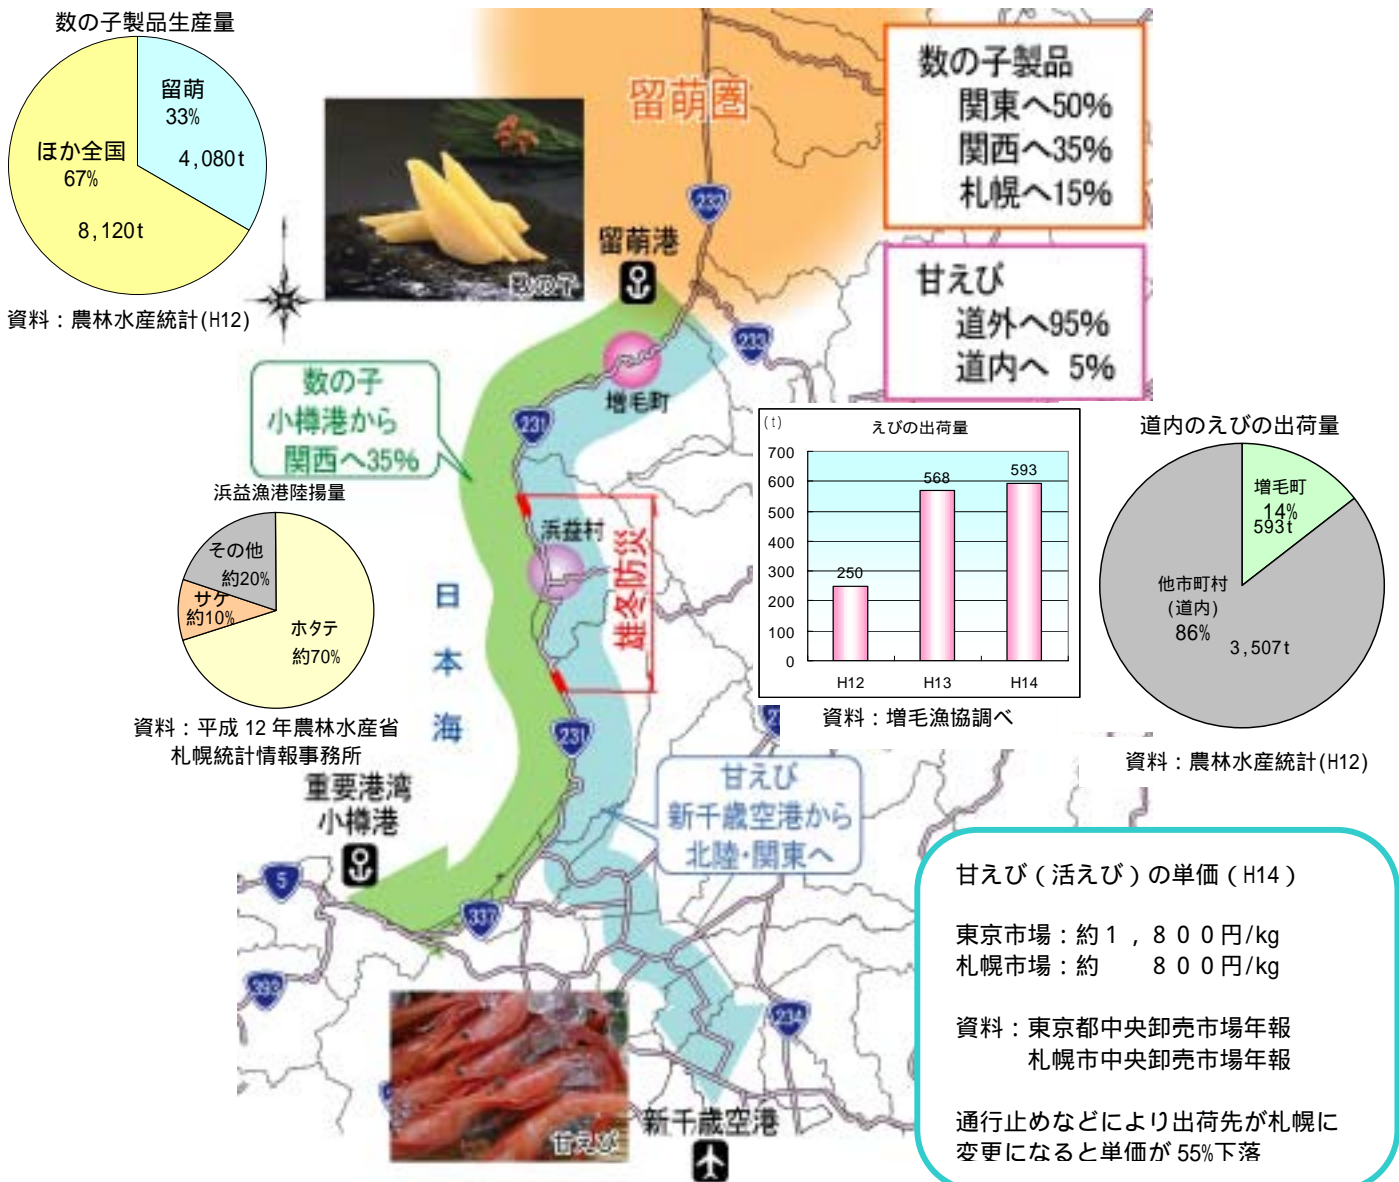 数の子製品生産量
留萌
33%
4,080t
ほか全国
67%
8,120t
資料：農林水産統計(H12)
数の子
留萌圏
留萌港
232
233
数の子製品
関東へ50%
関西へ35%
札幌へ15%
甘えび
道外へ95%
道内へ 5%
数の子
小樽港から
関西へ35%
増毛町
231
浜益漁港陸揚量
その他
約20%
サケ
約10%
ホタテ
約70%
資料：平成 12 年農林水産省
札幌統計情報事務所
日本海
浜益村
雄冬防災
231
(t)
えびの出荷量
700
600
500
400
300
200
100
0
250
568
593
H12
H13
H14
資料：増毛漁協調べ
道内のえびの出荷量
増毛町
14%
593t
他市町村
(道内)
86%
3,507t
資料：農林水産統計(H12)
重要港湾
小樽港
5
337
393
234
甘えび
新千歳空港から
北陸・関東へ
甘えび
新千歳空港
甘えび（活えび）の単価（H14）
東京市場：約１，８００円/kg
札幌市場：約　　８００円/kg
資料：東京都中央卸売市場年報
札幌市中央卸売市場年報
通行止めなどにより出荷先が札幌に
変更になると単価が 55%下落